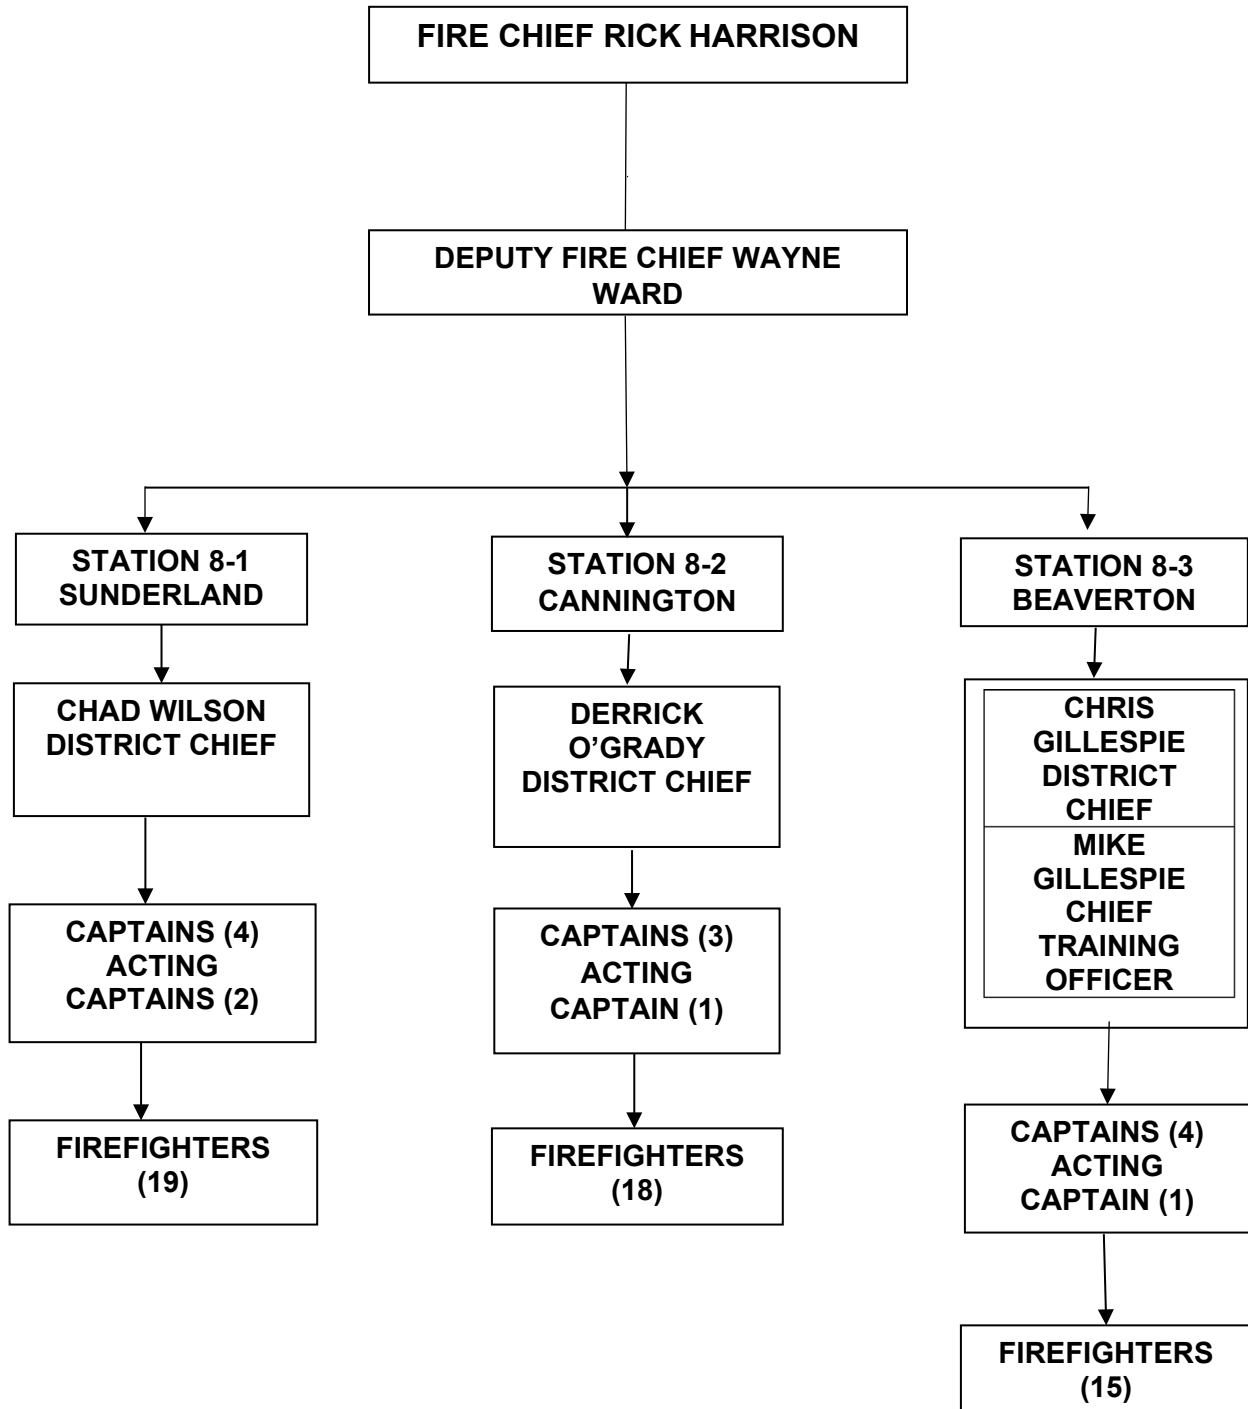 FIRE CHIEF RICK HARRISON
DEPUTY FIRE CHIEF WAYNE
WARD
STATION 8-1
SUNDERLAND
CHAD WILSON
DISTRICT CHIEF
CAPTAINS (4)
ACTING
CAPTAINS (2)
FIREFIGHTERS
(19)
STATION 8-2
CANNINGTON
DERRICK
O’GRADY
DISTRICT CHIEF
CAPTAINS (3)
ACTING
CAPTAIN (1)
FIREFIGHTERS
(18)
STATION 8-3
BEAVERTON
CHRIS
GILLESPIE
DISTRICT
CHIEF
MIKE
GILLESPIE
CHIEF
TRAINING
OFFICER
CAPTAINS (4)
ACTING
CAPTAIN (1)
FIREFIGHTERS
(15)